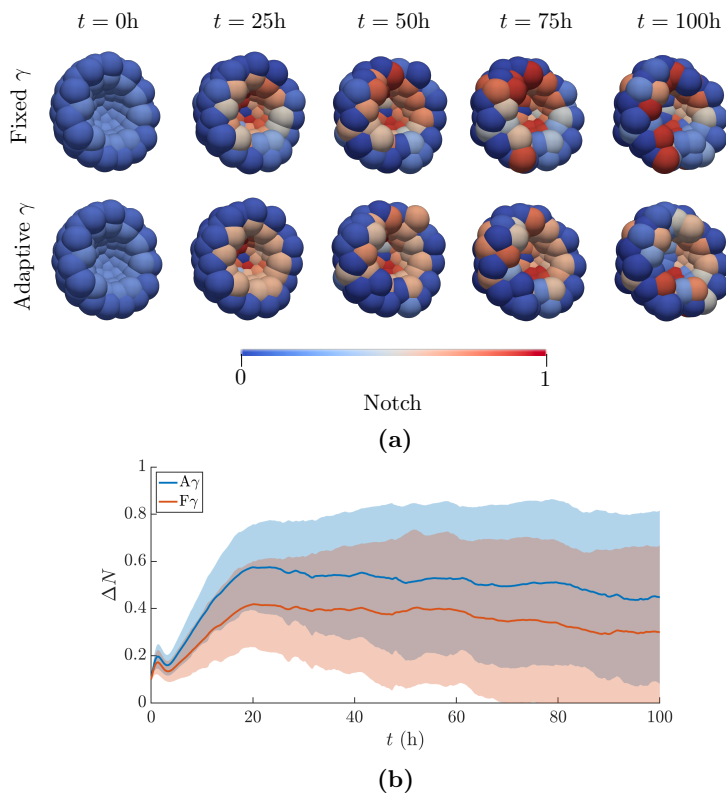 t = 0h t = 25h t = 50h t = 75h t = 100h
Fixed γ
Adaptive γ
0 1
Notch
(a)
1
0.8
0.6
0.4
0.2
0
Aγ
Fγ
ΔN
0 20 40 60 80 100
t (h)
(b)